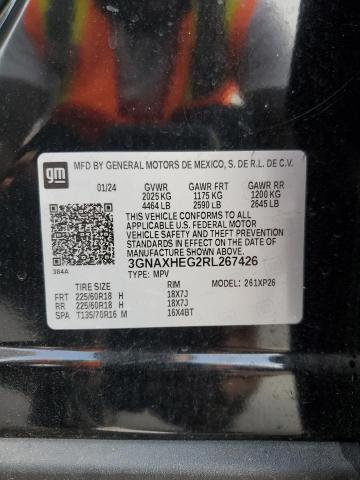 gm
MFD BY GENERAL MOTORS DE MEXICO, S. DE R.L. DE C.V.
01/24 GVWR GAWR FRT GAWR RR
2025 KG 1175 KG 1200 KG
4464 LB 2590 LB 2645 LB
THIS VEHICLE CONFORMS TO ALL
APPLICABLE U.S. FEDERAL MOTOR
VEHICLE SAFETY STANDARDS IN EFFECT ON
THE DATE OF MANUFACTURE SHOWN ABOVE.
3GNAXHEG2RL267426
384A
TYPE: MPV
TIRE SIZE RIM MODEL: 261XP26
FRT 225/60R18 H 18X7J
RR 225/60R18 H 18X7J
SPA T135/70R16 M 16X4BT